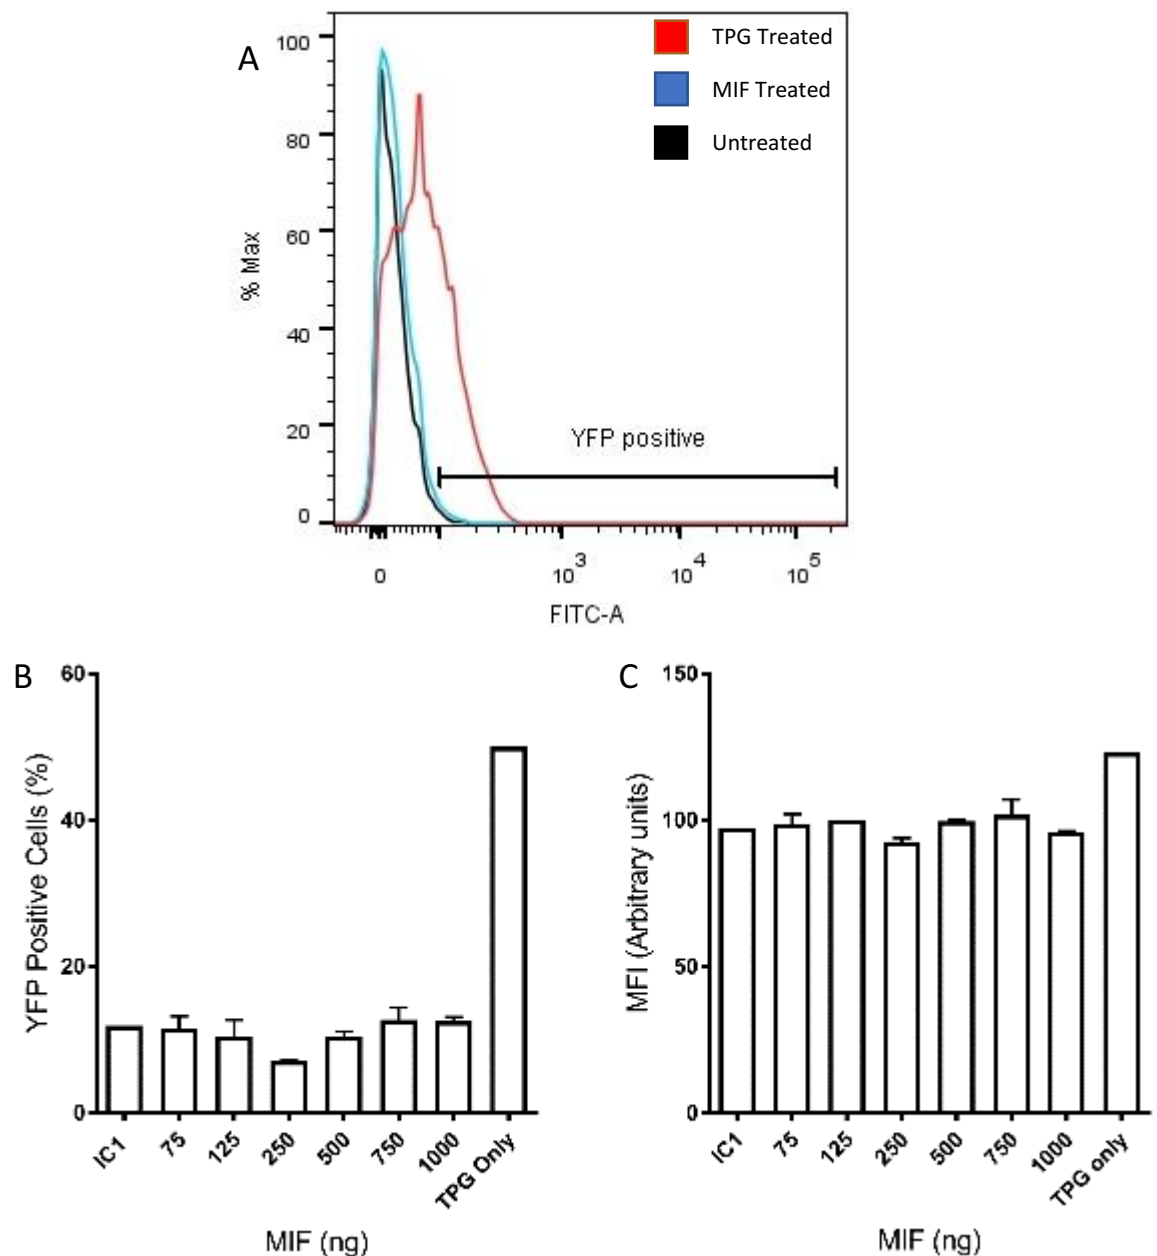 A
TPG Treated
MIF Treated
Untreated
100
80
60
40
20
0
% Max
YFP positive
0
10^3
10^4
10^5
FITC-A
B
60
40
20
0
YFP Positive Cells (%)
IC1
75
125
250
500
750
1000
TPG Only
MIF (ng)
C
150
100
50
0
MFI (Arbitrary units)
IC1
75
125
250
500
750
1000
TPG only
MIF (ng)